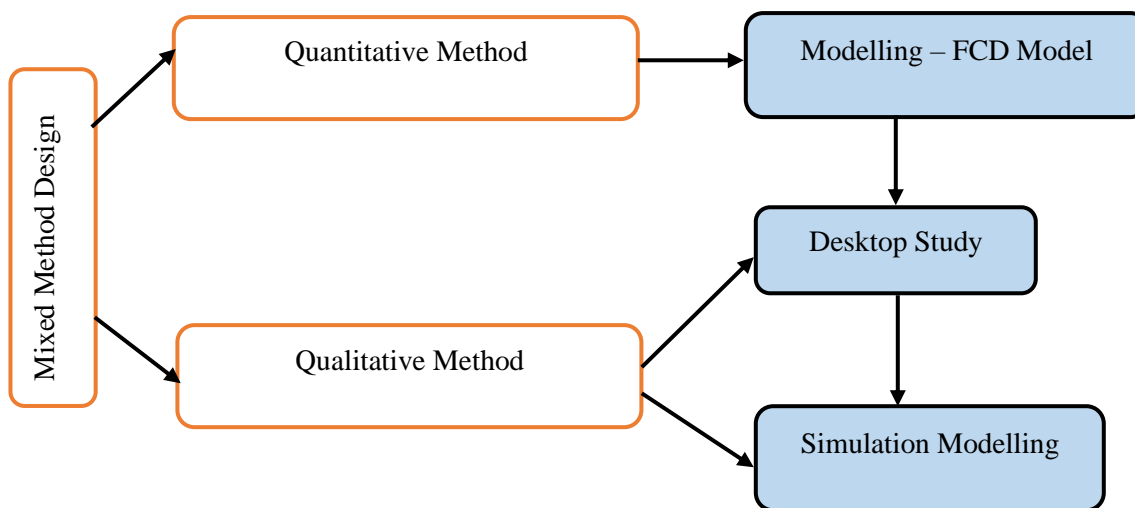 Mixed Method Design
Quantitative Method
Modelling – FCD Model
Desktop Study
Qualitative Method
Simulation Modelling